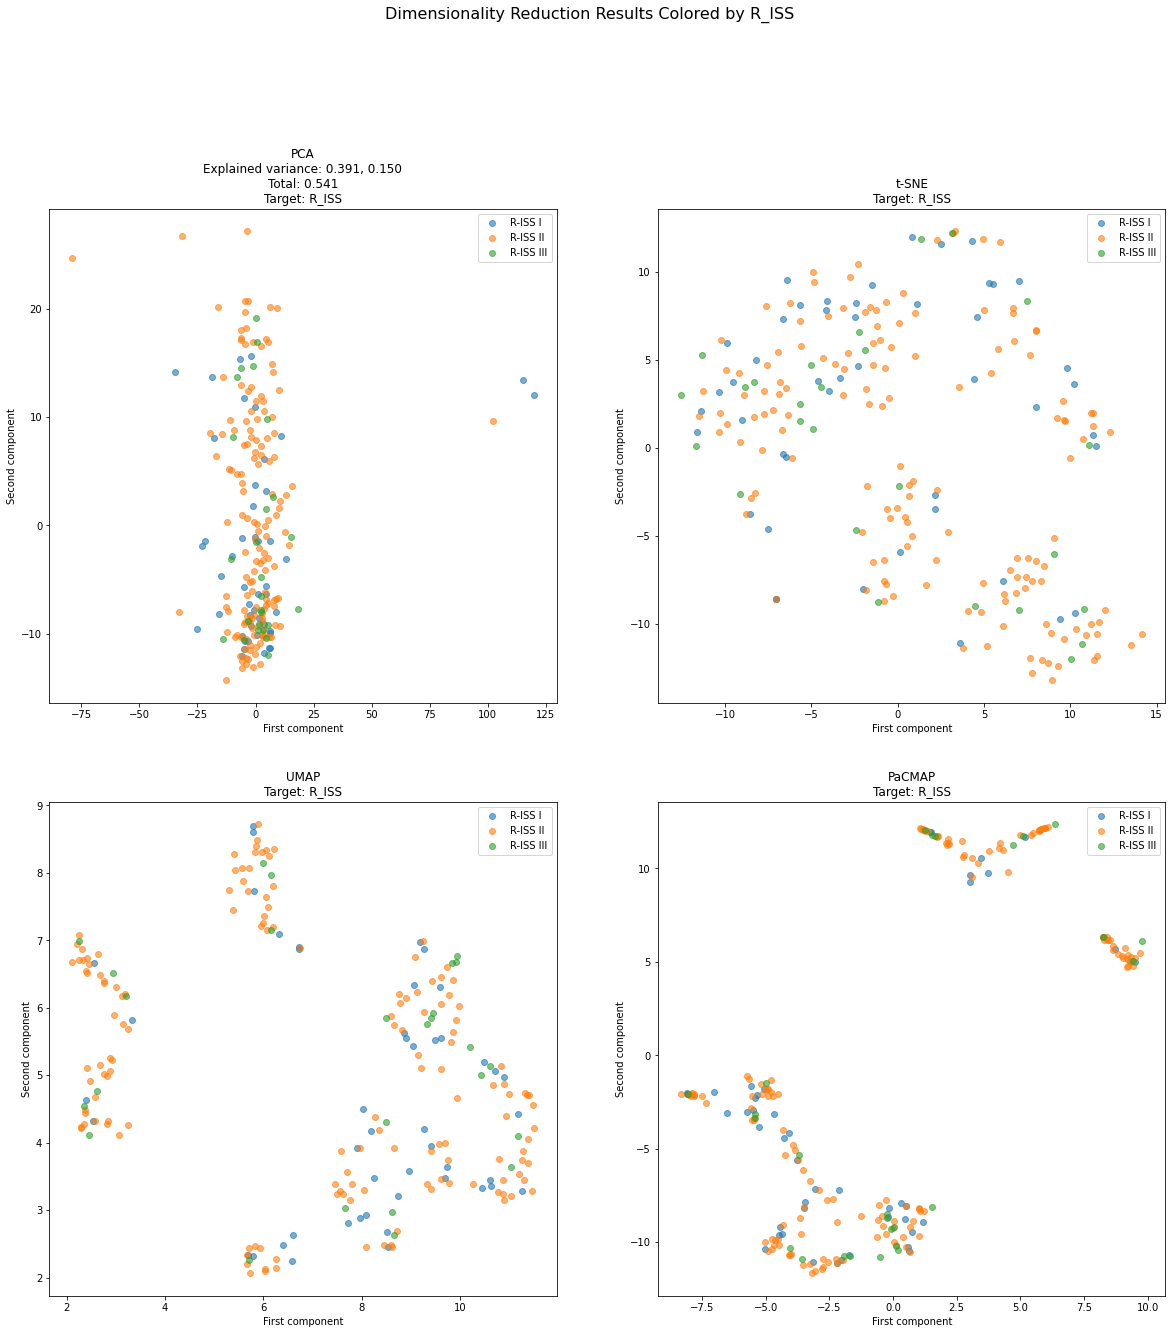 Dimensionality Reduction Results Colored by R_ISS
PCA
Explained variance: 0.391, 0.150
Total: 0.541
Target: R_ISS
R-ISS I
R-ISS II
R-ISS III
20
10
0
−10
Second component
−75
−50
−25
0
25
50
75
100
125
First component
t-SNE
Target: R_ISS
R-ISS I
R-ISS II
R-ISS III
10
5
0
−5
−10
Second component
−10
−5
0
5
10
15
First component
UMAP
Target: R_ISS
R-ISS I
R-ISS II
R-ISS III
9
8
7
6
5
4
3
2
Second component
2
4
6
8
10
First component
PaCMAP
Target: R_ISS
R-ISS I
R-ISS II
R-ISS III
10
5
0
−5
−10
Second component
−7.5
−5.0
−2.5
0.0
2.5
5.0
7.5
10.0
First component